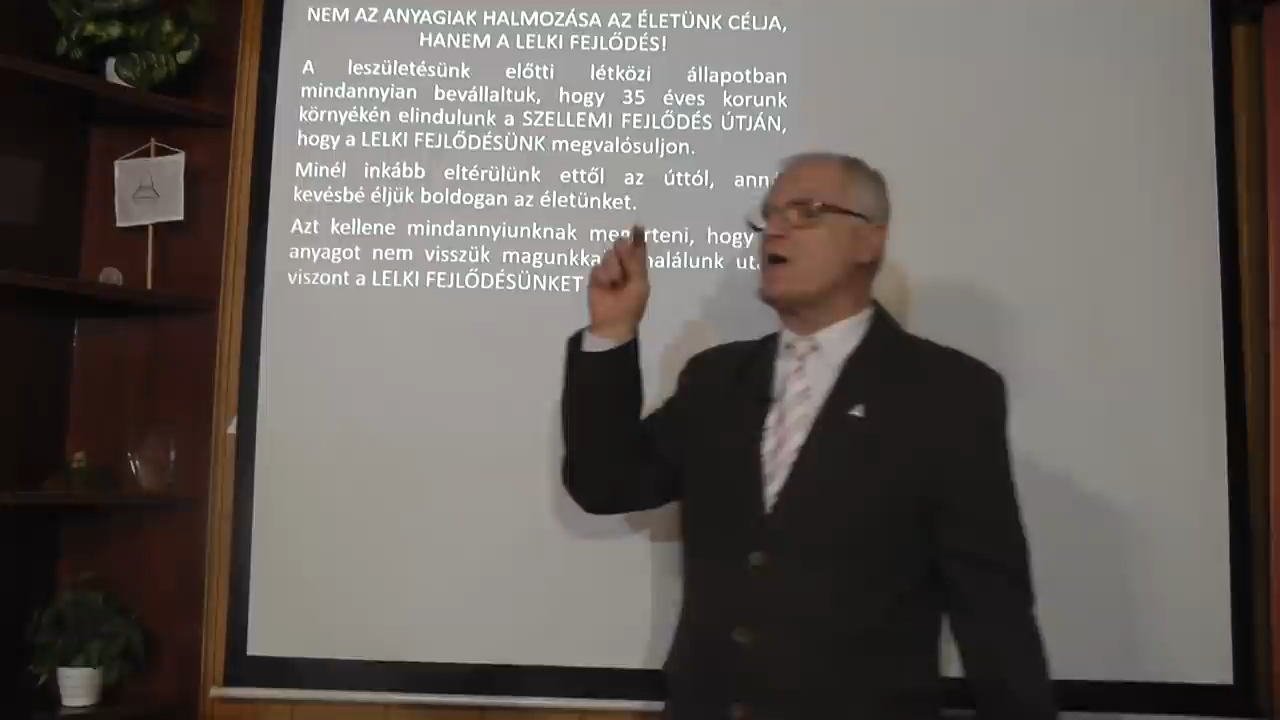 NEM AZ ANYAGIAK HALMOZÁSA AZ ÉLETÜNK CÉLJA,
HANEM A LELKI FEJLŐDÉS!
A leszületésünk előtti létközi állapotban
mindannyian bevállaltuk, hogy 35 éves korunk
környékén elindulunk a SZELLEMI FEJLŐDÉS ÚTJÁN,
hogy a LELKI FEJLŐDÉSÜNK megvalósuljon.
Minél inkább eltérülünk ettől az úttól,
kevésbé éljük boldogan az életünket.
Azt kellene mindannyiunknak hogy
anyagot nem visszük
viszont a LELKI FEJLŐDÉSÜNKET